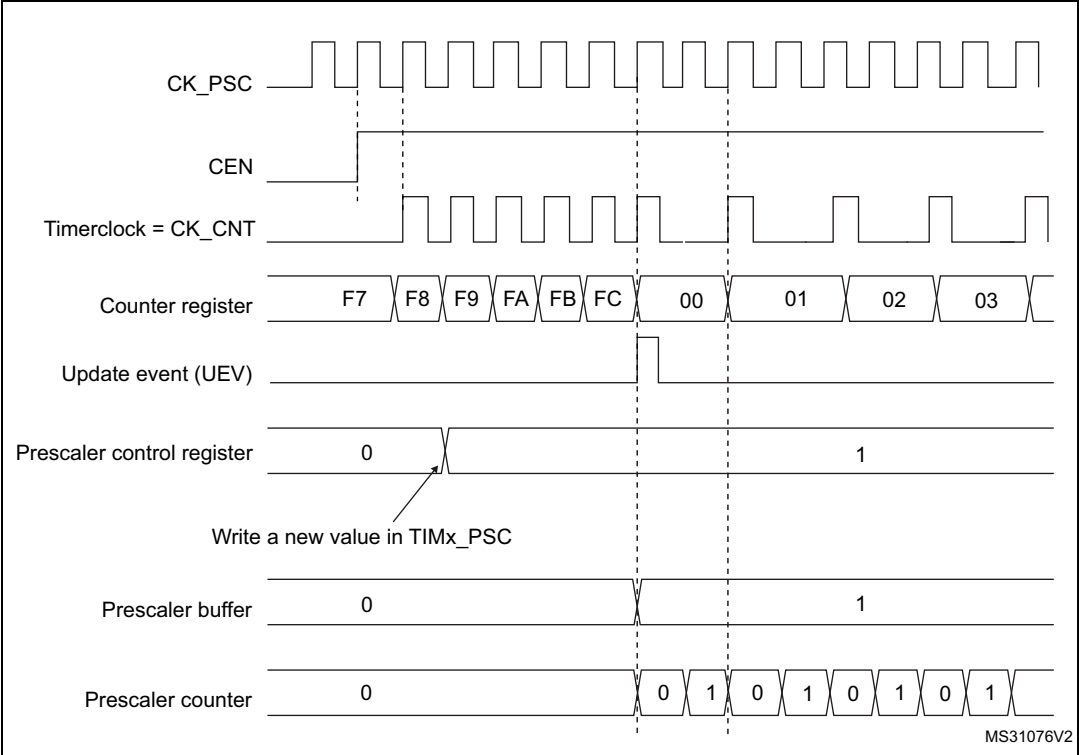 CK_PSC
CEN
Timerclock = CK_CNT
Counter register F7 F8 F9 FA FB FC 00 01 02 03
Update event (UEV)
Prescaler control register 0 1
Write a new value in TIMx_PSC
Prescaler buffer 0 1
Prescaler counter 0 0 1 0 1 0 1 0 1
MS31076V2